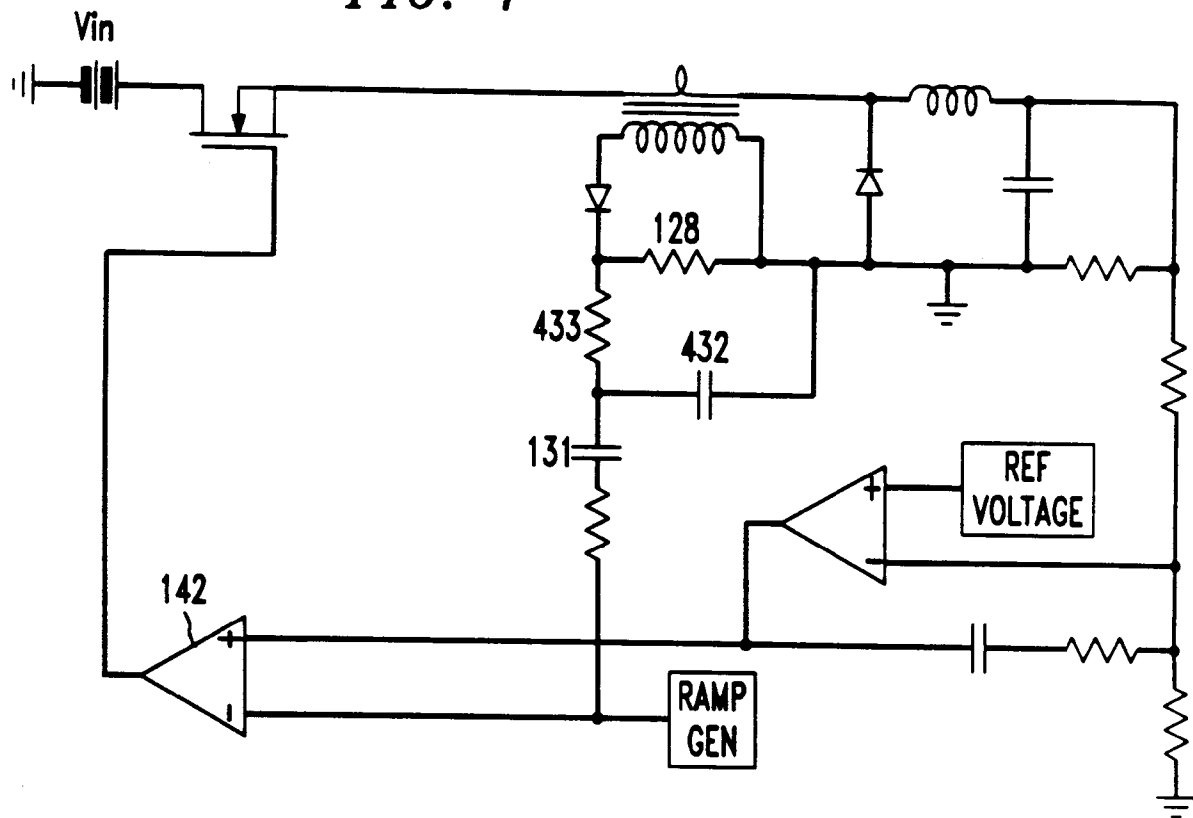 Vin
128
433
432
131
REF
VOLTAGE
+
−
142
+
−
RAMP
GEN